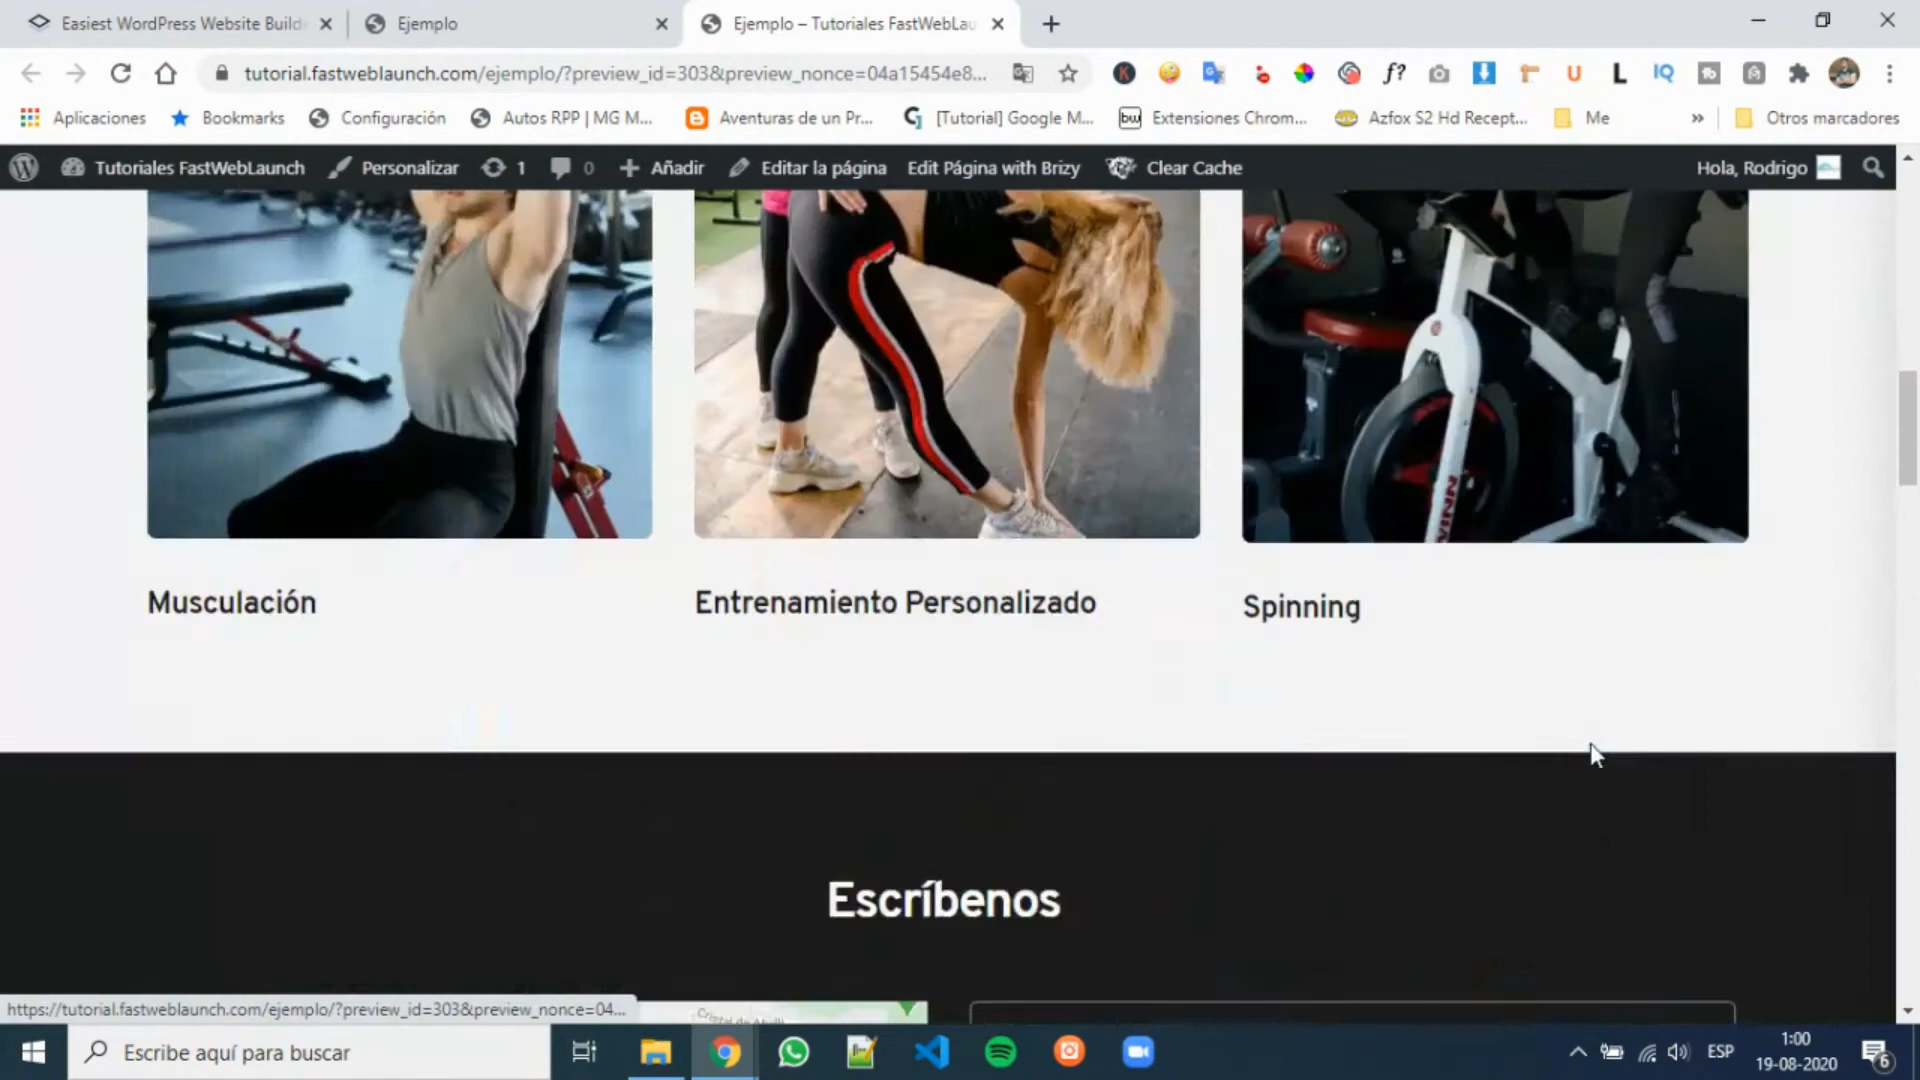 Easiest WordPress Website Builde
Ejemplo
Ejemplo – Tutoriales FastWebLau
tutorial.fastweblaunch.com/ejemplo/?preview_id=303&preview_nonce=04a15454e8...
f?
U
L
IQ
K
Aplicaciones
Bookmarks
Configuración
Autos RPP | MG M...
Aventuras de un Pr...
[Tutorial] Google M...
bw
Extensiones Chrom...
Azfox S2 Hd Recept...
Me
»
Otros marcadores
Tutoriales FastWebLaunch
Personalizar
1
0
Añadir
Editar la página
Edit Página with Brizy
Clear Cache
Hola, Rodrigo
Musculación
Entrenamiento Personalizado
Spinning
Escríbenos
https://tutorial.fastweblaunch.com/ejemplo/?preview_id=303&preview_nonce=04...
Escribe aquí para buscar
ESP
1:00
19-08-2020
6